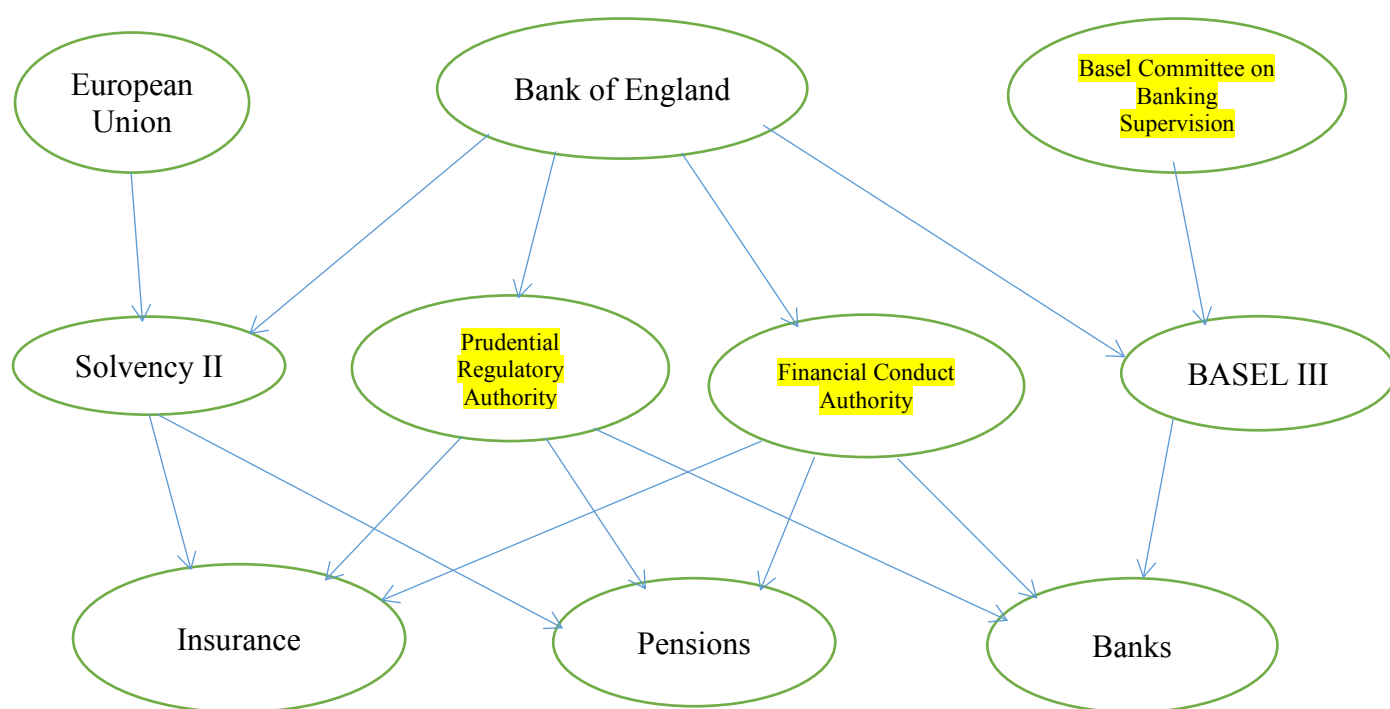 European
Union
Bank of England
Basel Committee on
Banking
Supervision
Solvency II
Prudential
Regulatory
Authority
Financial Conduct
Authority
BASEL III
Insurance
Pensions
Banks